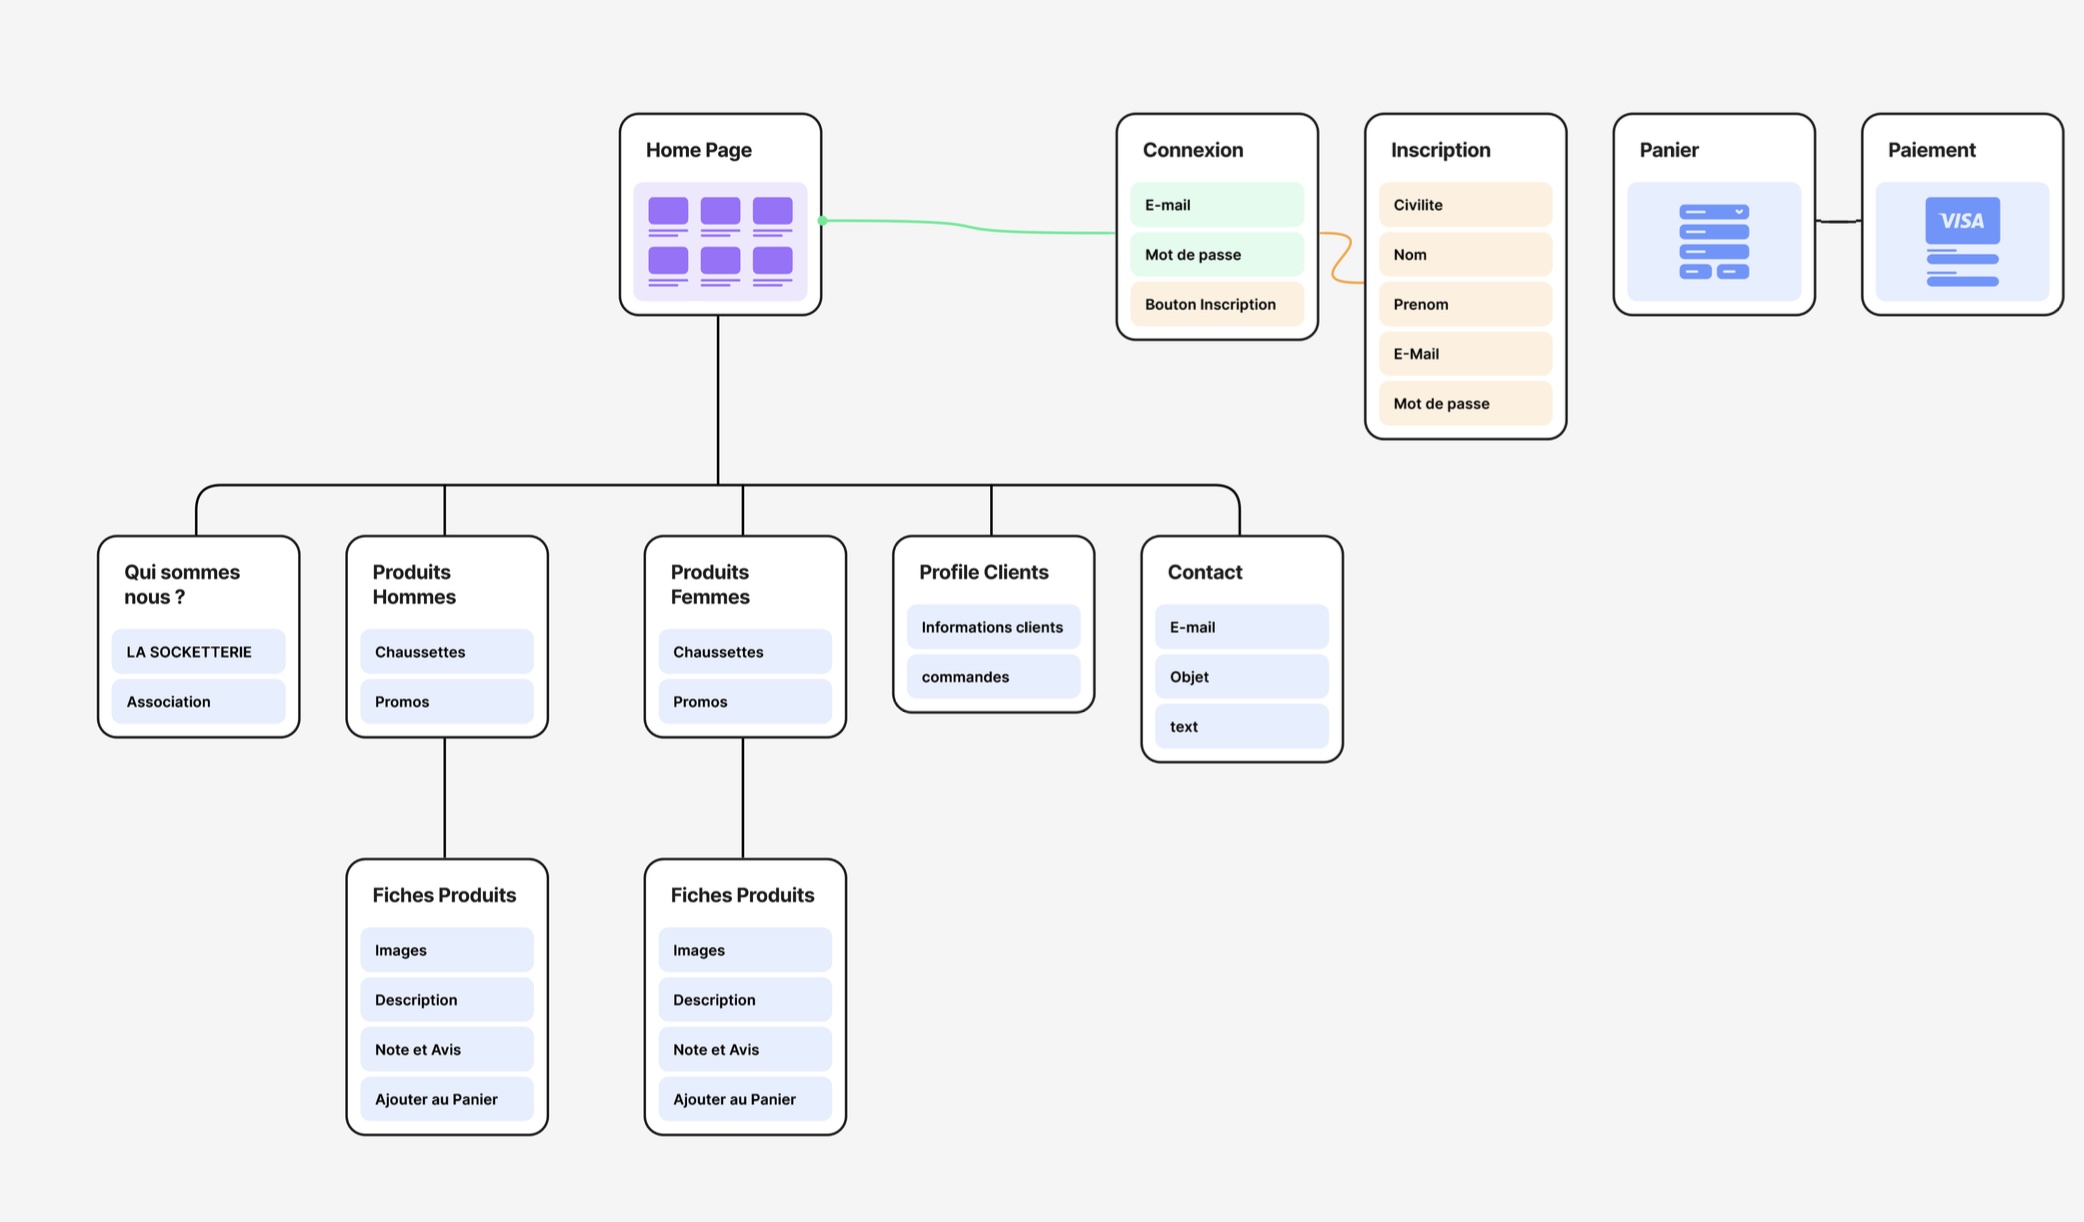 Home Page
Connexion
E-mail
Mot de passe
Bouton Inscription
Inscription
Civilite
Nom
Prenom
E-Mail
Mot de passe
Panier
Paiement
VISA
Qui sommes
nous ?
LA SOCKETTERIE
Association
Produits
Hommes
Chaussettes
Promos
Produits
Femmes
Chaussettes
Promos
Profile Clients
Informations clients
commandes
Contact
E-mail
Objet
text
Fiches Produits
Images
Description
Note et Avis
Ajouter au Panier
Fiches Produits
Images
Description
Note et Avis
Ajouter au Panier